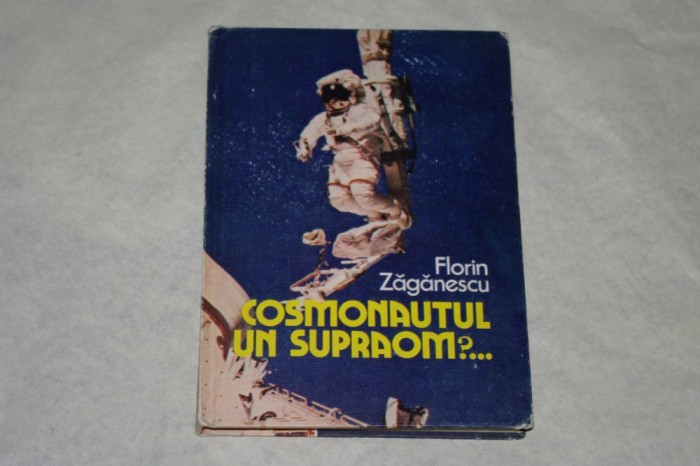 Florin
Zăgănescu
COSMONAUTUL
UN SUPRAOM?...